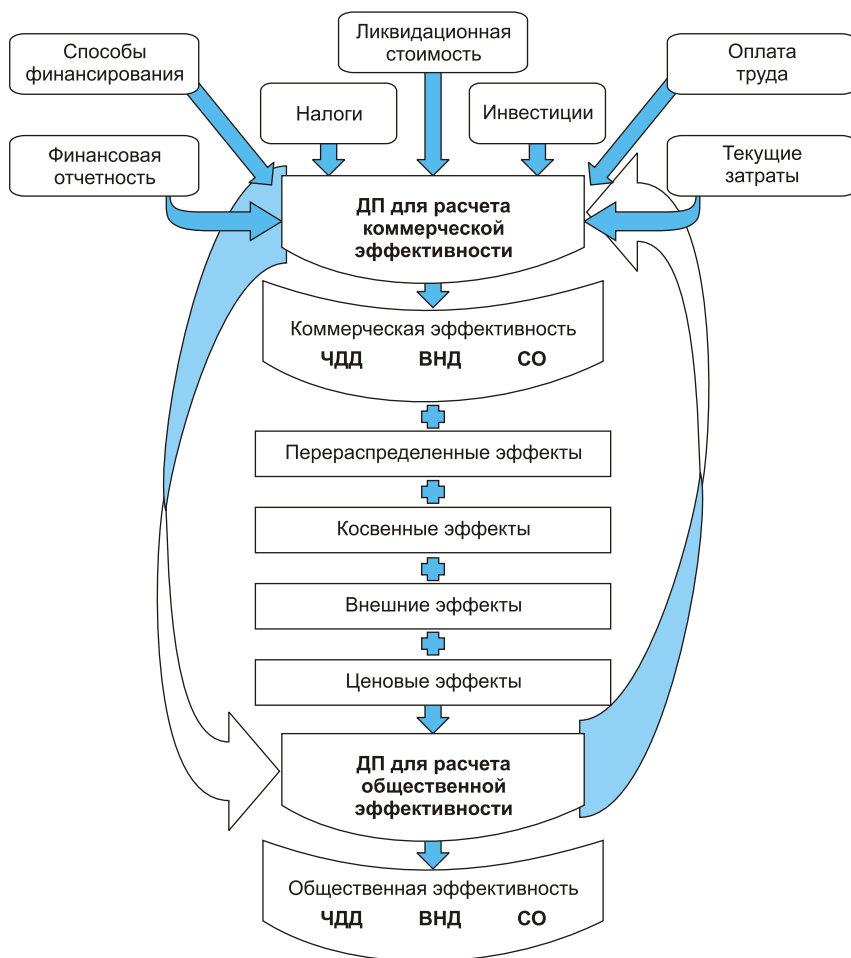 Способы
финансирования
Ликвидационная
стоимость
Оплата
труда
Налоги
Инвестиции
Финансовая
отчетность
Текущие
затраты
ДП для расчета
коммерческой
эффективности
Коммерческая эффективность
ЧДД ВНД СО
Перераспределенные эффекты
Косвенные эффекты
Внешние эффекты
Ценовые эффекты
ДП для расчета
общественной
эффективности
Общественная эффективность
ЧДД ВНД СО